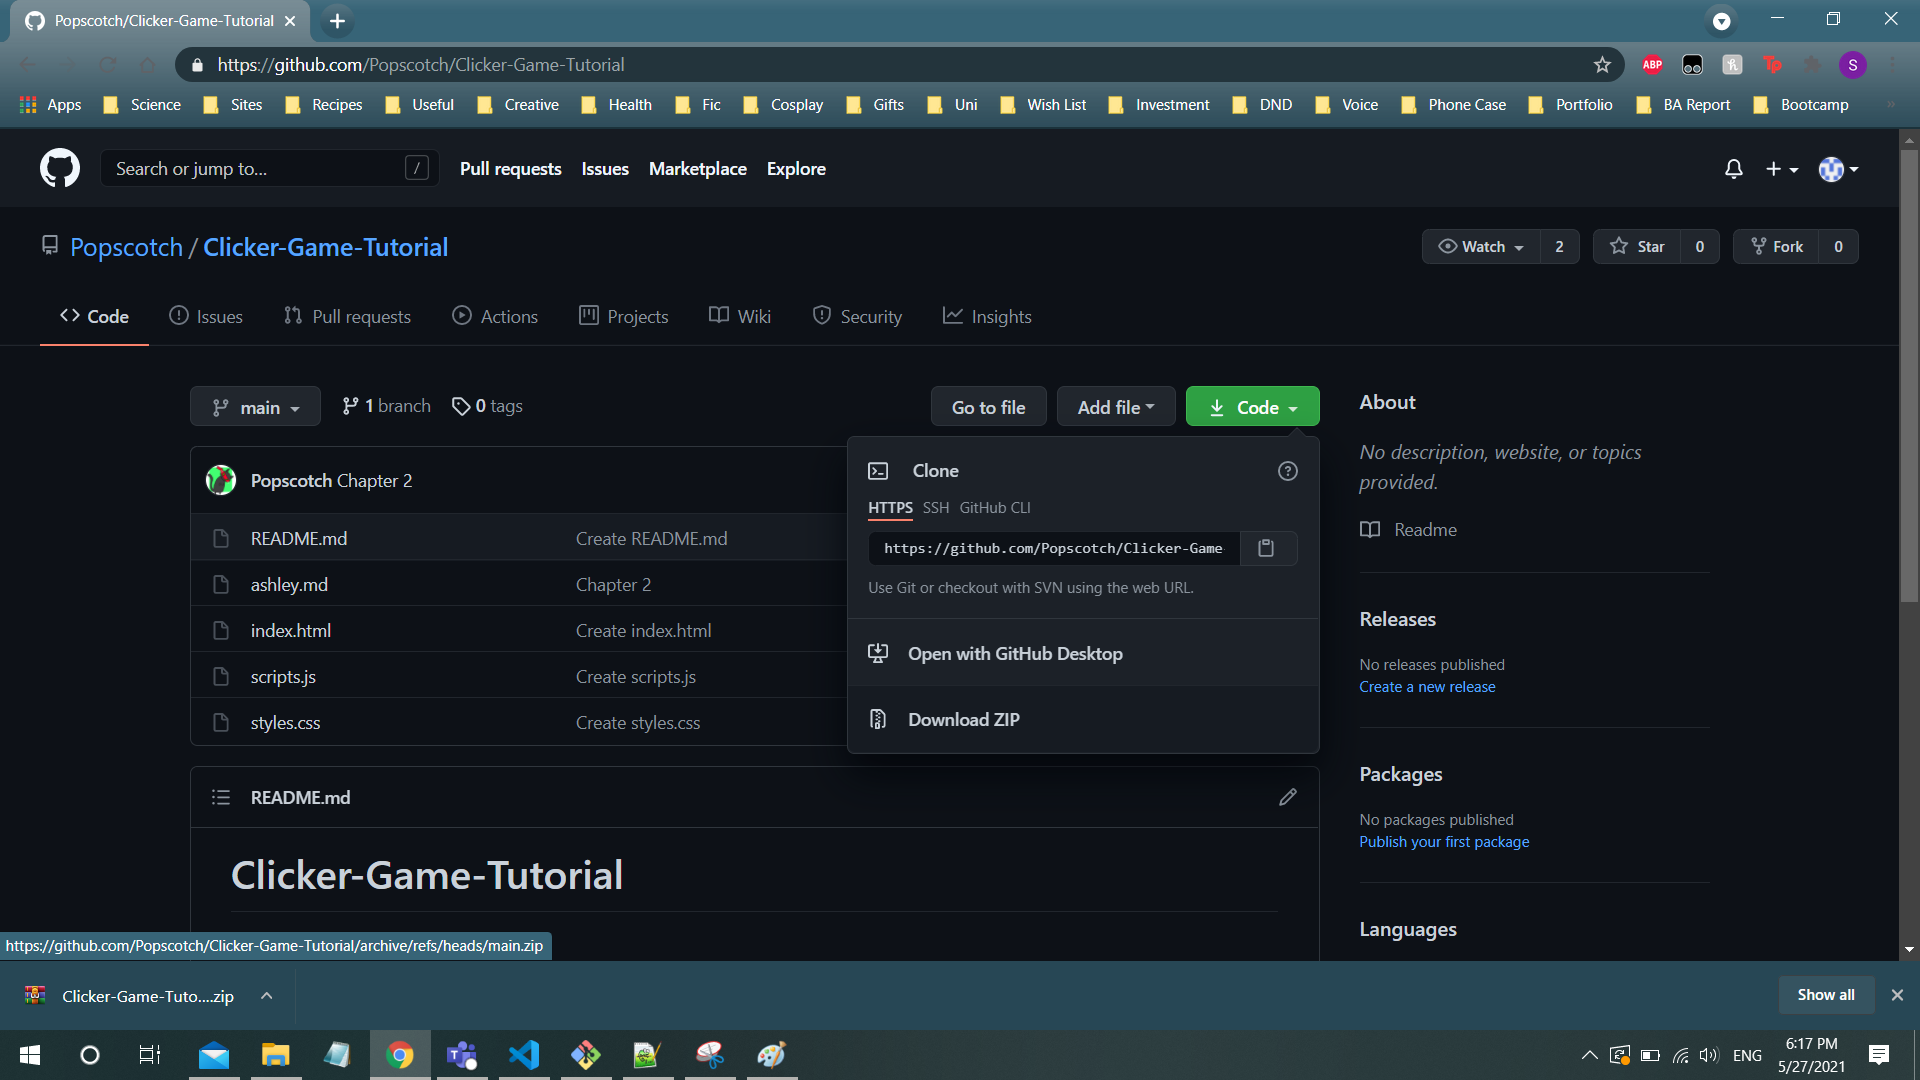 Popscotch/Clicker-Game-Tutorial
https://github.com/Popscotch/Clicker-Game-Tutorial
ABP
S
Apps Science Sites Recipes Useful Creative Health Fic Cosplay Gifts Uni Wish List Investment DND Voice Phone Case Portfolio BA Report Bootcamp »
Search or jump to... / Pull requests Issues Marketplace Explore
Popscotch / Clicker-Game-Tutorial
Watch 2 Star 0 Fork 0
Code Issues Pull requests Actions Projects Wiki Security Insights
main 1 branch 0 tags Go to file Add file Code
Popscotch Chapter 2
README.md Create README.md
ashley.md Chapter 2
index.html Create index.html
scripts.js Create scripts.js
styles.css Create styles.css
Clone
HTTPS SSH GitHub CLI
https://github.com/Popscotch/Clicker-Game-
Use Git or checkout with SVN using the web URL.
Open with GitHub Desktop
Download ZIP
About
No description, website, or topics
provided.
Readme
Releases
No releases published
Create a new release
Packages
No packages published
Publish your first package
Languages
README.md
Clicker-Game-Tutorial
https://github.com/Popscotch/Clicker-Game-Tutorial/archive/refs/heads/main.zip
Clicker-Game-Tuto....zip
Show all
ENG
6:17 PM
5/27/2021